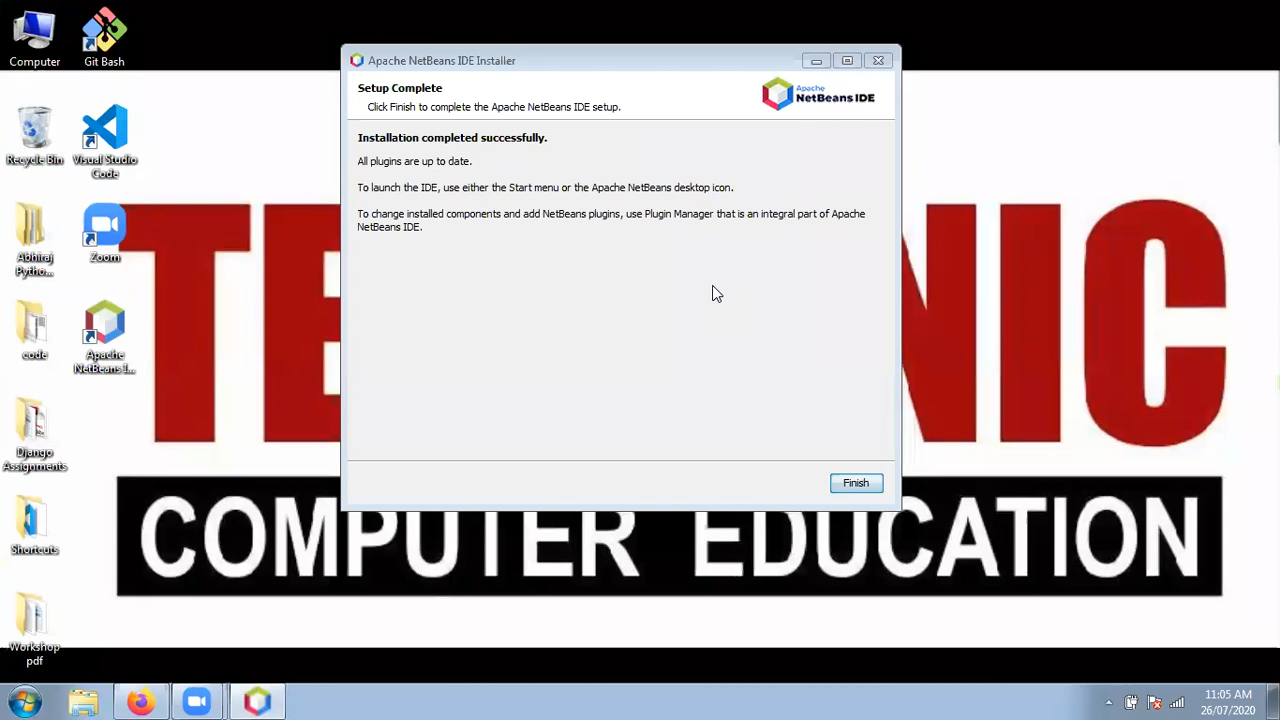 Computer
Git Bash
Recycle Bin
Visual Studio
Code
Abhiraj
Pytho...
Zoom
code
Apache
NetBeans I...
Django
Assignments
Shortcuts
Workshop
pdf
Apache NetBeans IDE Installer
Setup Complete
Click Finish to complete the Apache NetBeans IDE setup.
Apache
NetBeans IDE
Installation completed successfully.
All plugins are up to date.
To launch the IDE, use either the Start menu or the Apache NetBeans desktop icon.
To change installed components and add NetBeans plugins, use Plugin Manager that is an integral part of Apache
NetBeans IDE.
Finish
COMPUTER EDUCATION
11:05 AM
26/07/2020